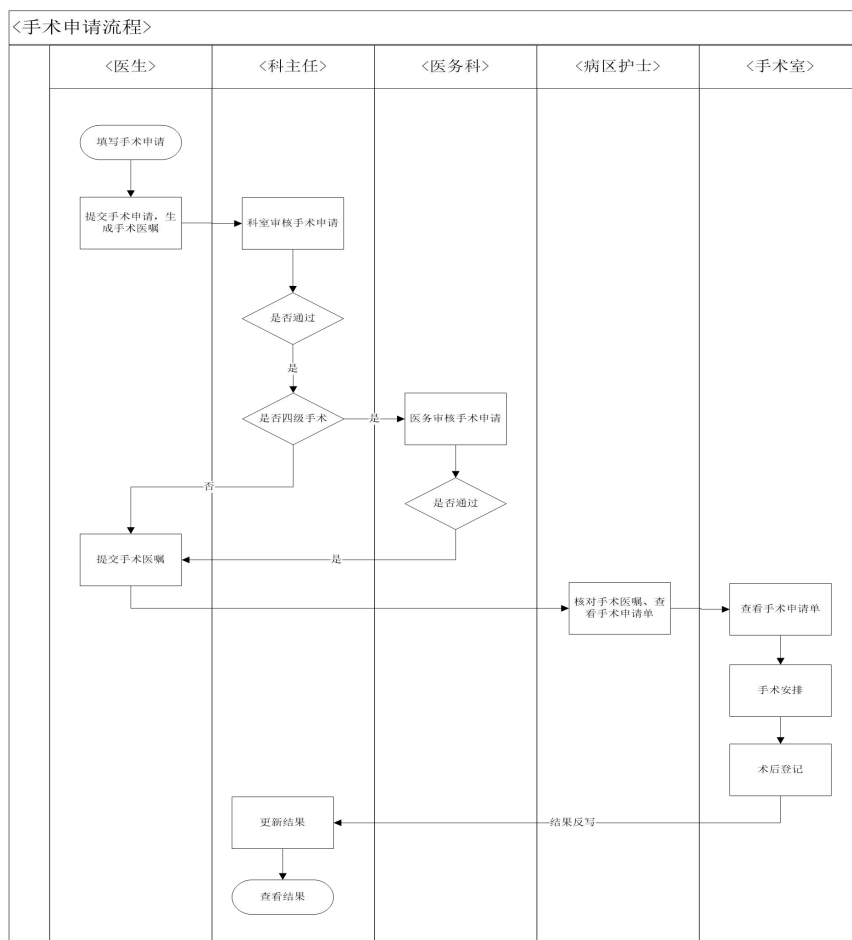 <手术申请流程>
<医生>
<科主任>
<医务科>
<病区护士>
<手术室>
填写手术申请
提交手术申请，生
成手术医嘱
科室审核手术申请
是否通过
是
是否四级手术
是
医务审核手术申请
否
是否通过
提交手术医嘱
是
核对手术医嘱、查
看手术申请单
查看手术申请单
手术安排
术后登记
更新结果
结果反写
查看结果